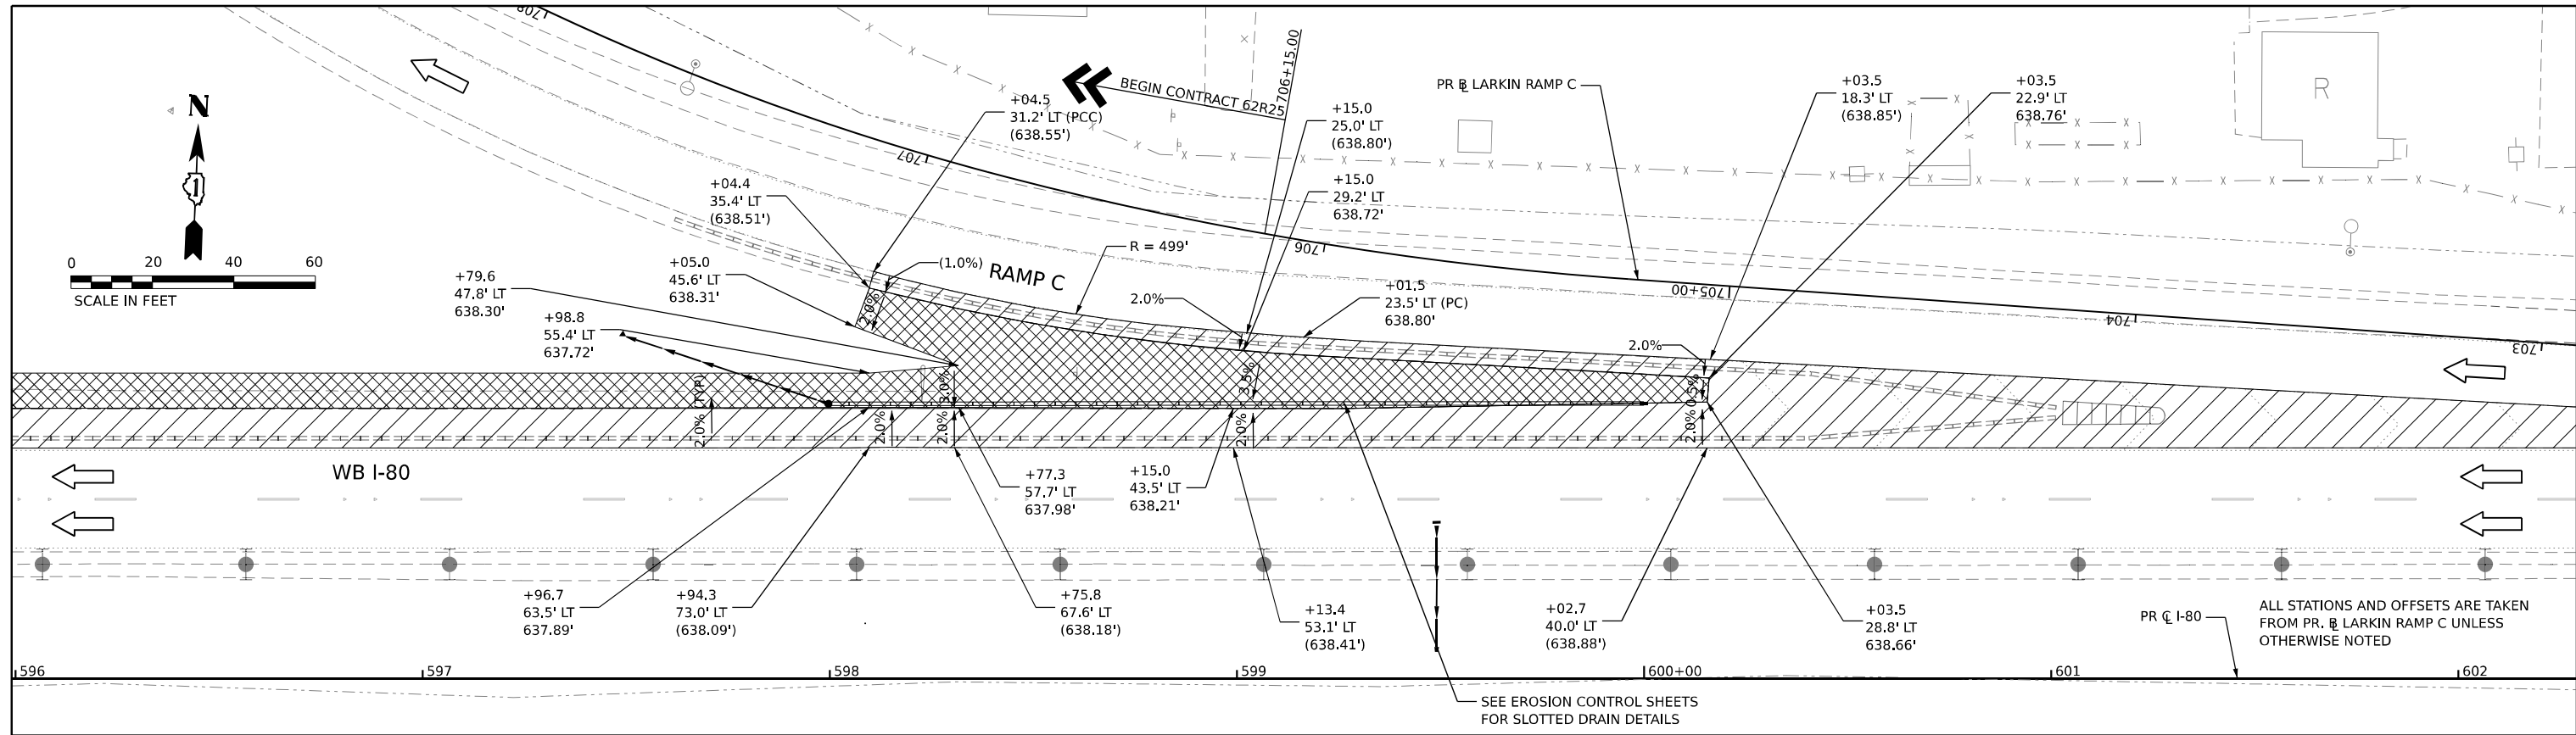 708
N
1
0 20 40 60
SCALE IN FEET
BEGIN CONTRACT 62R25
706+15.00
+04.5
31.2' LT (PCC)
(638.55')
+15.0
25.0' LT
(638.80')
PR BL LARKIN RAMP C
+03.5
18.3' LT
(638.85')
+03.5
22.9' LT
638.76'
R
707
+04.4
35.4' LT
(638.51')
+15.0
29.2' LT
638.72'
R = 499'
706
+05.0
45.6' LT
638.31'
(1.0%)
RAMP C
+79.6
47.8' LT
638.30'
2.0%
2.0%
+01.5
23.5' LT (PC)
638.80'
705+00
704
703
+98.8
55.4' LT
637.72'
2.0%
2.0% (TYP)
2.0%
3.0%
2.0%
3.5%
2.0%
0.5%
2.0%
WB I-80
+77.3
57.7' LT
637.98'
+15.0
43.5' LT
638.21'
+96.7
63.5' LT
637.89'
+94.3
73.0' LT
(638.09')
+75.8
67.6' LT
(638.18')
+13.4
53.1' LT
(638.41')
+02.7
40.0' LT
(638.88')
+03.5
28.8' LT
638.66'
PR CL I-80
ALL STATIONS AND OFFSETS ARE TAKEN
FROM PR. BL LARKIN RAMP C UNLESS
OTHERWISE NOTED
596 597 598 599 600+00 601 602
SEE EROSION CONTROL SHEETS
FOR SLOTTED DRAIN DETAILS